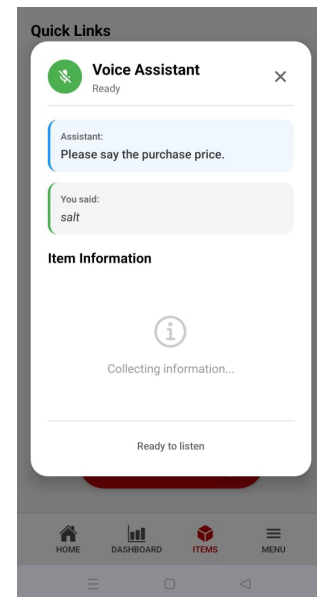 Quick Links
Voice Assistant
Ready
Assistant:
Please say the purchase price.
You said:
salt
Item Information
Collecting information...
Ready to listen
HOME
DASHBOARD
ITEMS
MENU